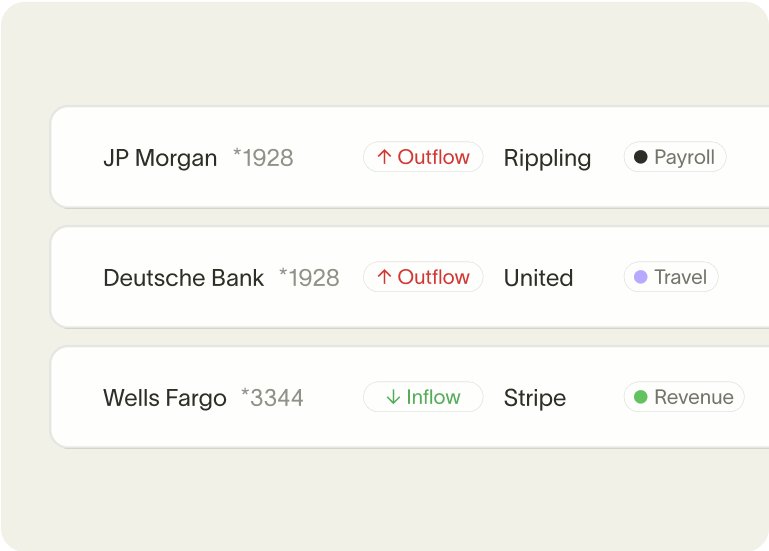 JP Morgan *1928 ↑ Outflow Rippling Payroll
Deutsche Bank *1928 ↑ Outflow United Travel
Wells Fargo *3344 ↓ Inflow Stripe Revenue